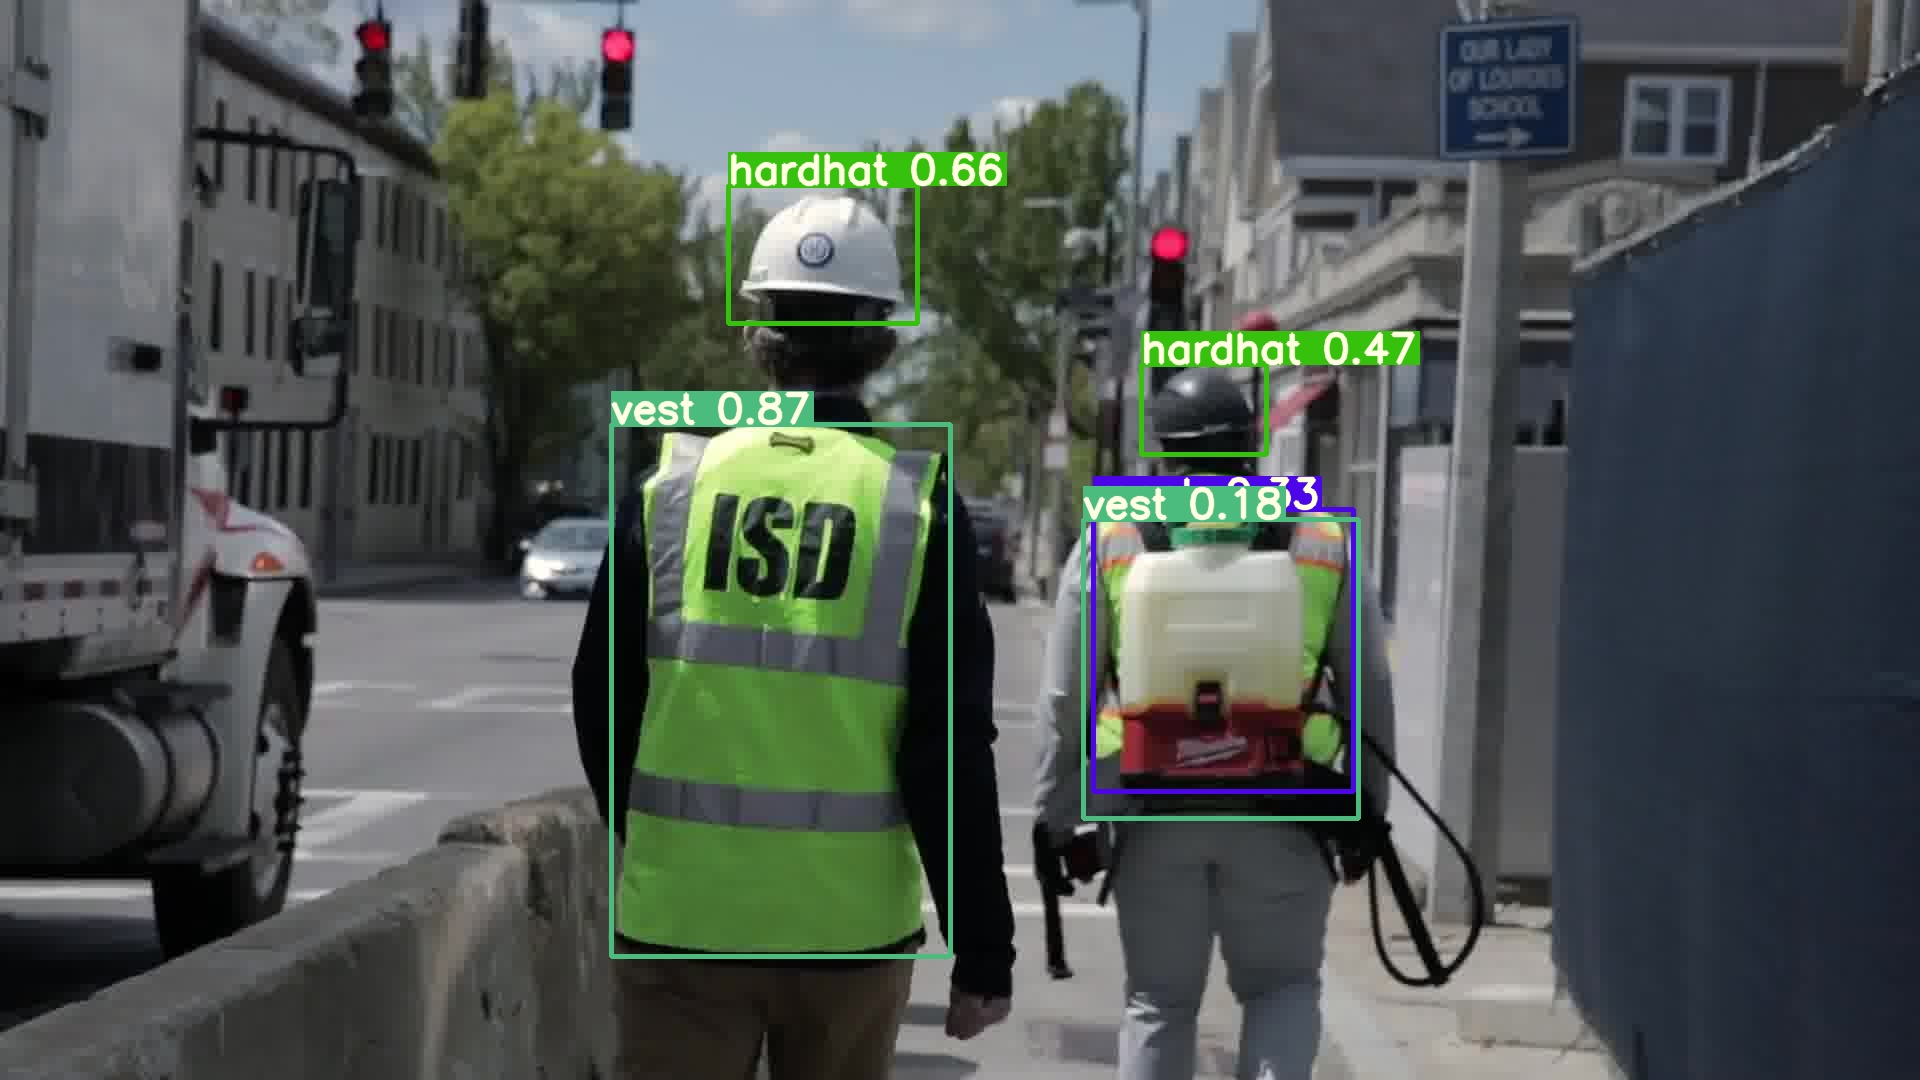 OUR LADY
OF LOURDES
SCHOOL
hardhat 0.66
hardhat 0.47
vest 0.87
vest 0.18
ISD